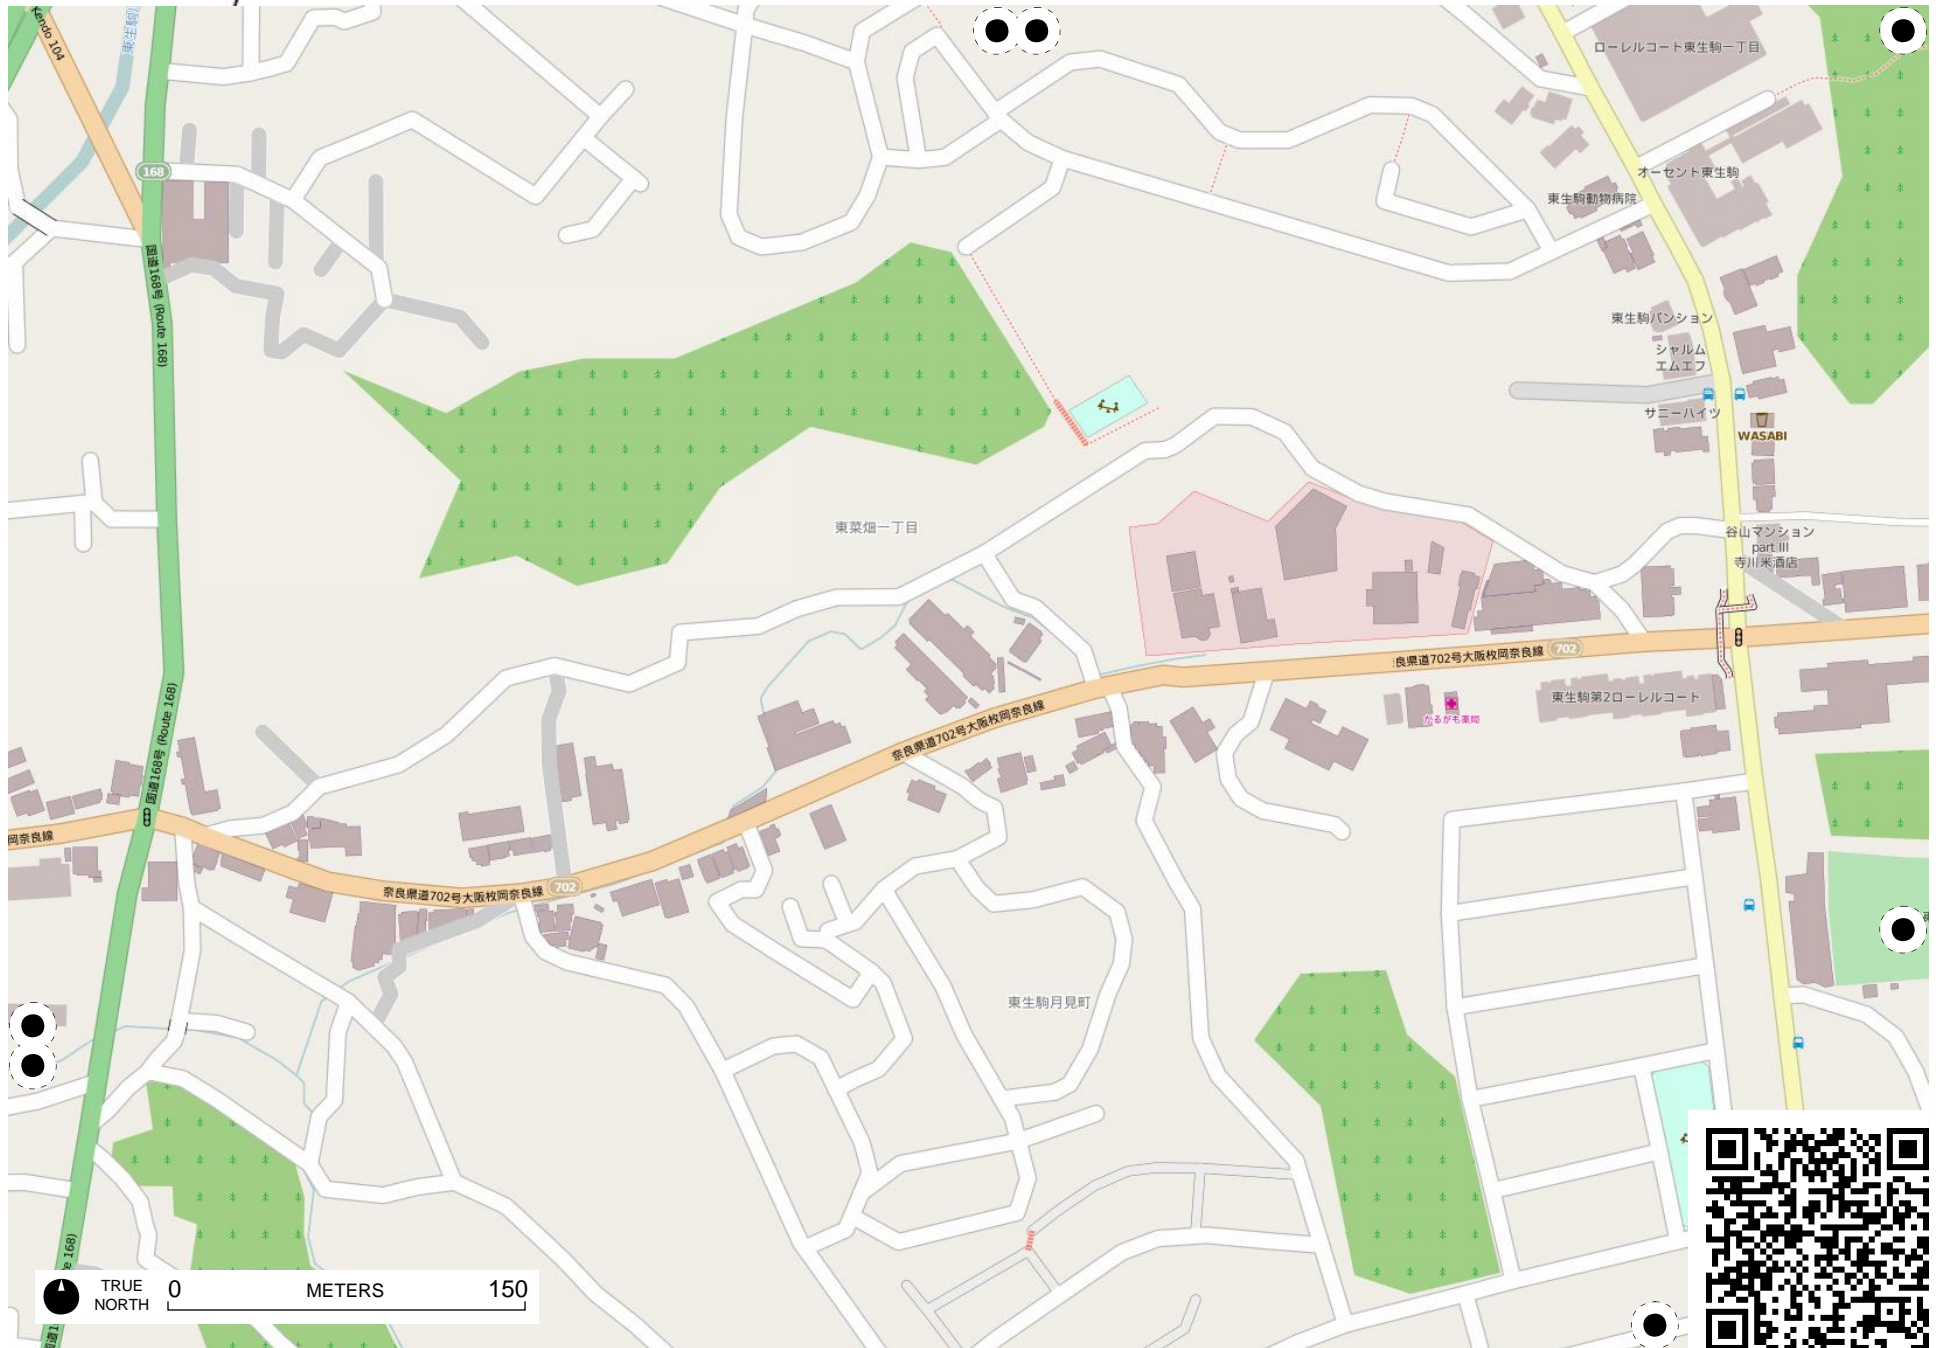 Kendo 104
ローレルコート東生駒一丁目
168
オーセント東生駒
東生駒動物病院
国道168号 (Route 168)
東生駒パンション
シャルム
エムエフ
サニーハイツ
WASABI
東菜畑一丁目
谷山マンション
part III
寺川米酒店
良県道702号大阪枚岡奈良線
702
東生駒第2ローレルコート
かるがも薬局
奈良県道702号大阪枚岡奈良線
国道168号 (Route 168)
岡奈良線
奈良県道702号大阪枚岡奈良線
702
東生駒月見町
168)
TRUE
NORTH
0
METERS
150